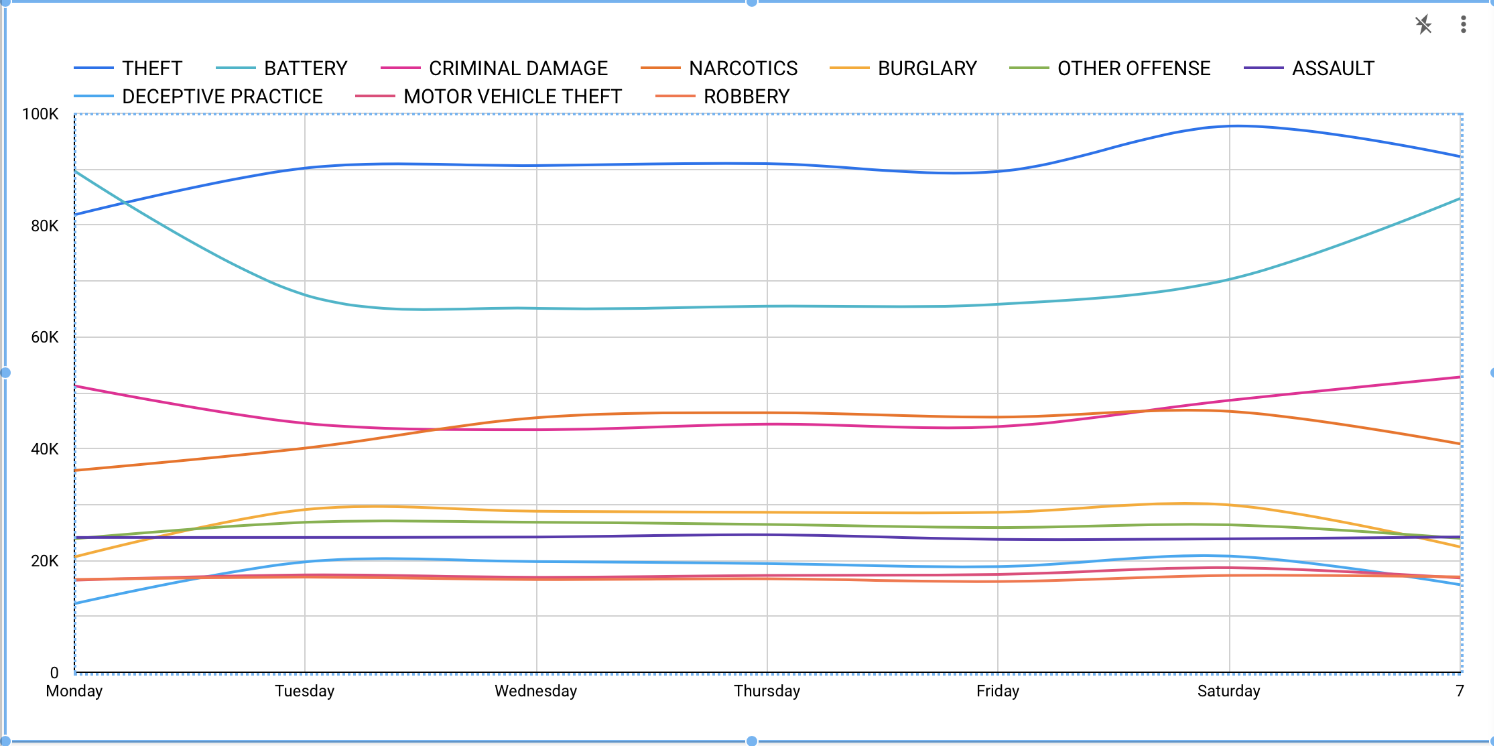 THEFT BATTERY CRIMINAL DAMAGE NARCOTICS BURGLARY OTHER OFFENSE ASSAULT
DECEPTIVE PRACTICE MOTOR VEHICLE THEFT ROBBERY
100K
80K
60K
40K
20K
0
Monday Tuesday Wednesday Thursday Friday Saturday 7